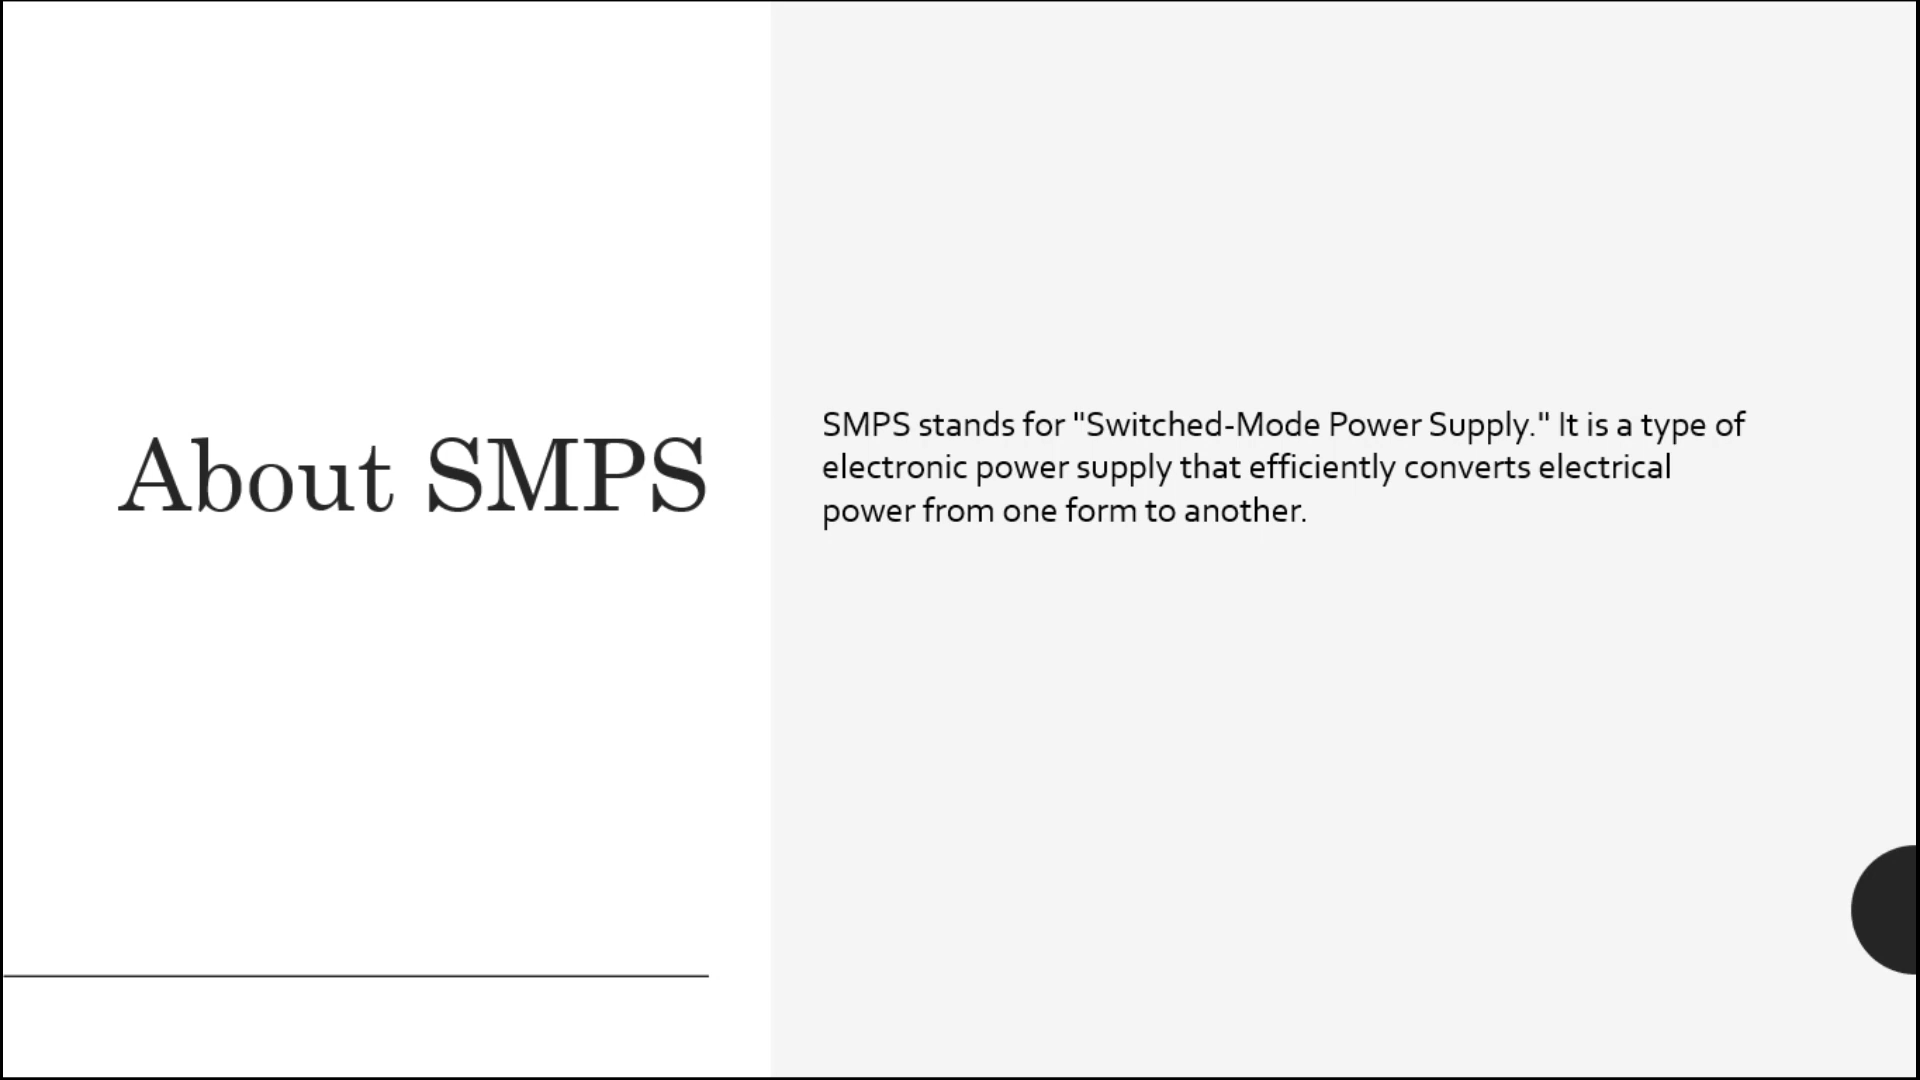 About SMPS
SMPS stands for "Switched-Mode Power Supply." It is a type of
electronic power supply that efficiently converts electrical
power from one form to another.